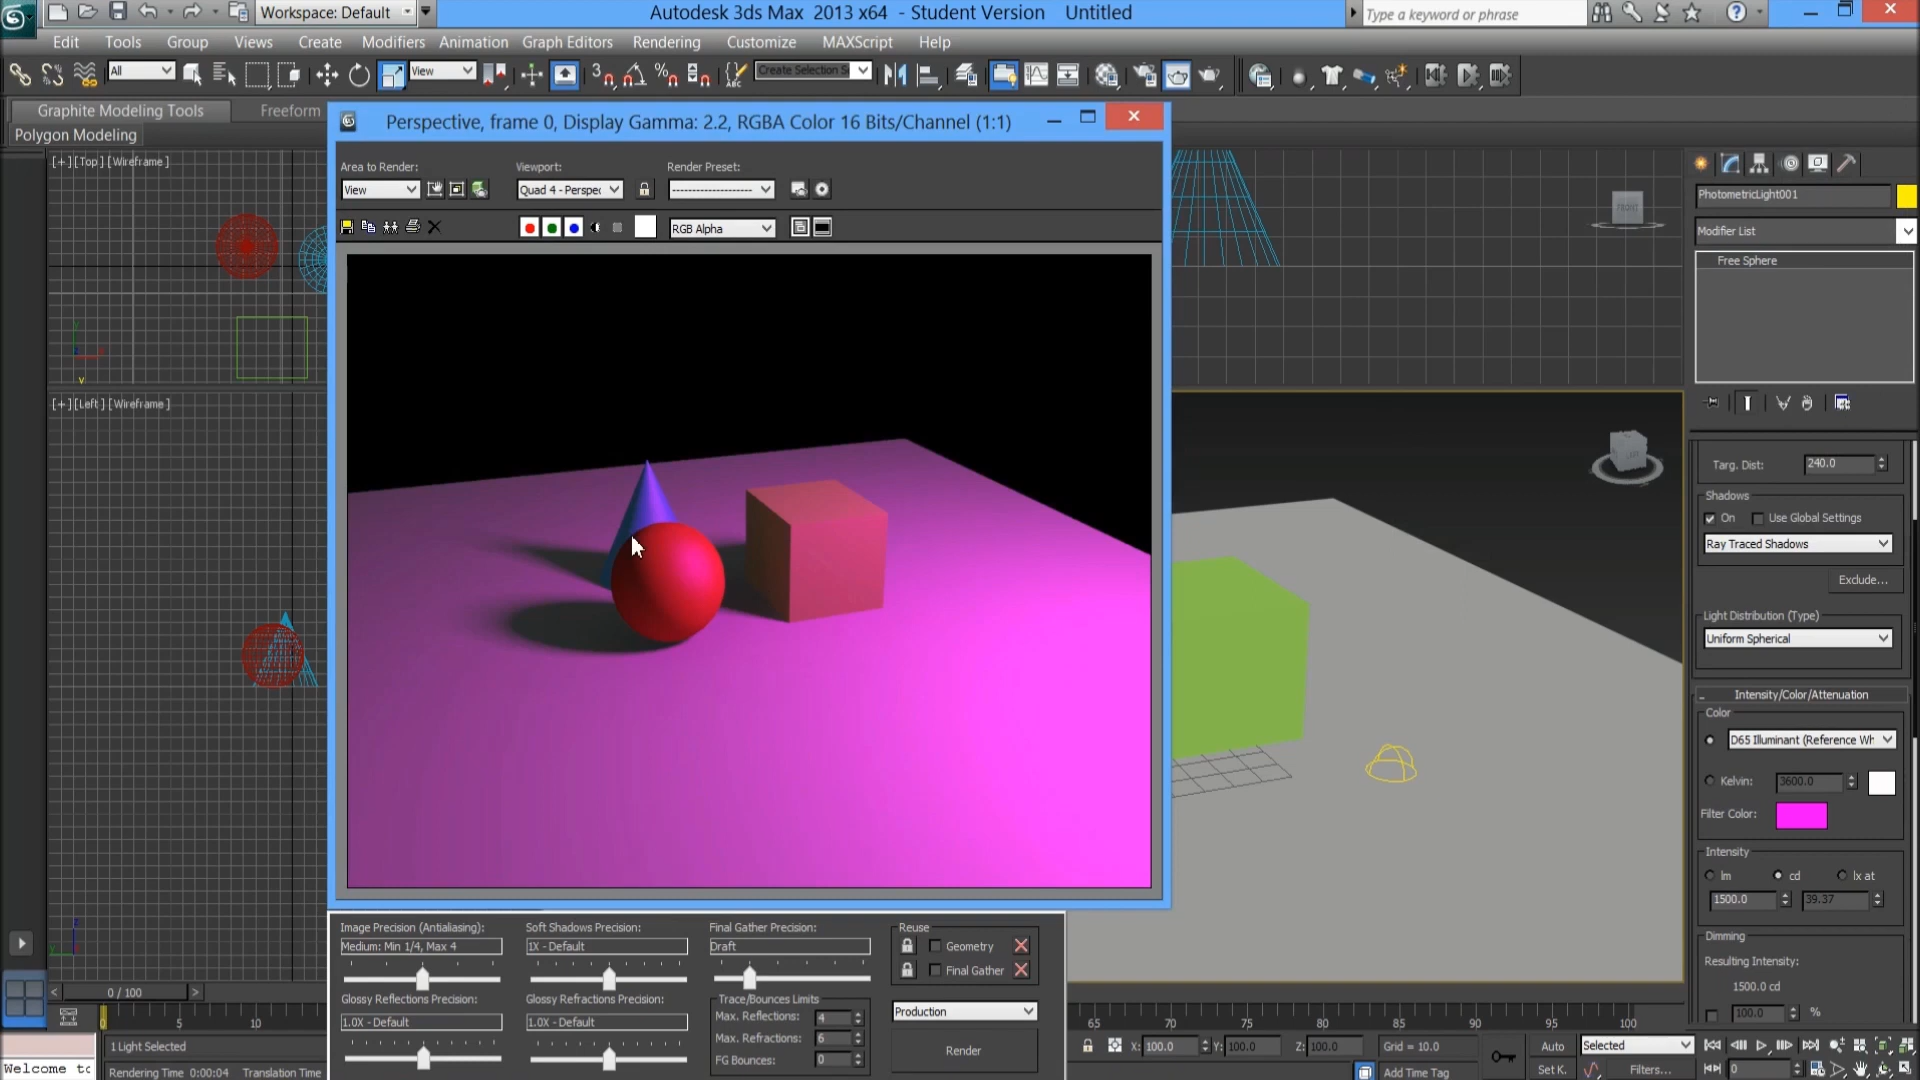 Workspace: Default
Autodesk 3ds Max 2013 x64 - Student Version Untitled
Type a keyword or phrase
Edit Tools Group Views Create Modifiers Animation Graph Editors Rendering Customize MAXScript Help
All
View
Create Selection S
Graphite Modeling Tools Freeform
Polygon Modeling
[+] [Top] [Wireframe]
Perspective, frame 0, Display Gamma: 2.2, RGBA Color 16 Bits/Channel (1:1)
Area to Render: Viewport: Render Preset:
View Quad 4 - Perspec
RGB Alpha
[+] [Left] [Wireframe]
FRONT
PhotometricLight001
Modifier List
Free Sphere
Targ. Dist: 240.0
Shadows
On Use Global Settings
Ray Traced Shadows
Exclude...
Light Distribution (Type)
Uniform Spherical
Intensity/Color/Attenuation
Color
D65 Illuminant (Reference Wh
Kelvin: 3600.0
Filter Color:
Intensity
lm cd lx at
1500.0 39.37
Dimming
Resulting Intensity:
1500.0 cd
100.0 %
Image Precision (Antialiasing): Soft Shadows Precision: Final Gather Precision: Reuse
Medium: Min 1/4, Max 4 1X - Default Draft Geometry
Final Gather
Glossy Reflections Precision: Glossy Refractions Precision: Trace/Bounces Limits
1.0X - Default 1.0X - Default
Max. Reflections: 4
Max. Refractions: 6
FG Bounces: 0
Production
Render
0 / 100
0 5 10 65 70 75 80 85 90 95 100
1 Light Selected
X: 100.0 Y: 100.0 Z: 100.0 Grid = 10.0 Auto Selected
Welcome to Rendering Time 0:00:04 Translation Time
Add Time Tag Set K. Filters... 0